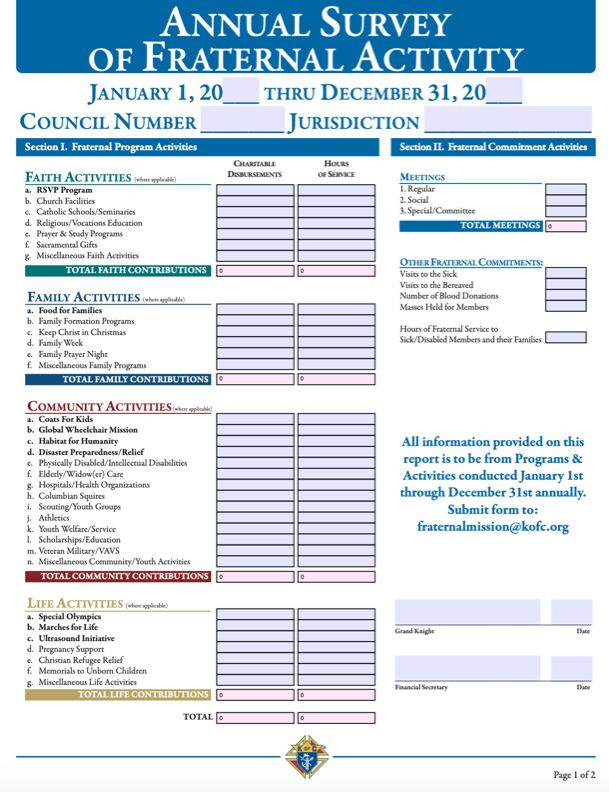 ANNUAL SURVEY
OF FRATERNAL ACTIVITY
JANUARY 1, 20___ THRU DECEMBER 31, 20___
COUNCIL NUMBER ________ JURISDICTION ________________
Section I. Fraternal Program Activities
CHARITABLE DISBURSEMENTS
HOURS OF SERVICE
FAITH ACTIVITIES (where applicable)
a. RSVP Program
b. Church Facilities
c. Catholic Schools/Seminaries
d. Religious/Vocations Education
e. Prayer & Study Programs
f. Sacramental Gifts
g. Miscellaneous Faith Activities
TOTAL FAITH CONTRIBUTIONS 0 0
FAMILY ACTIVITIES (where applicable)
a. Food for Families
b. Family Formation Programs
c. Keep Christ in Christmas
d. Family Week
e. Family Prayer Night
f. Miscellaneous Family Programs
TOTAL FAMILY CONTRIBUTIONS 0 0
COMMUNITY ACTIVITIES (where applicable)
a. Coats For Kids
b. Global Wheelchair Mission
c. Habitat for Humanity
d. Disaster Preparedness/Relief
e. Physically Disabled/Intellectual Disabilities
f. Elderly/Widow(er) Care
g. Hospitals/Health Organizations
h. Columbian Squires
i. Scouting/Youth Groups
j. Athletics
k. Youth Welfare/Service
l. Scholarships/Education
m. Veteran Military/VAVS
n. Miscellaneous Community/Youth Activities
TOTAL COMMUNITY CONTRIBUTIONS 0 0
LIFE ACTIVITIES (where applicable)
a. Special Olympics
b. Marches for Life
c. Ultrasound Initiative
d. Pregnancy Support
e. Christian Refugee Relief
f. Memorials to Unborn Children
g. Miscellaneous Life Activities
TOTAL LIFE CONTRIBUTIONS 0 0
TOTAL 0 0
Section II. Fraternal Commitment Activities
MEETINGS
1. Regular
2. Social
3. Special/Committee
TOTAL MEETINGS 0
OTHER FRATERNAL COMMITMENTS:
Visits to the Sick
Visits to the Bereaved
Number of Blood Donations
Masses Held for Members
Hours of Fraternal Service to
Sick/Disabled Members and their Families
All information provided on this
report is to be from Programs &
Activities conducted January 1st
through December 31st annually.
Submit form to:
fraternalmission@kofc.org
Grand Knight Date
Financial Secretary Date
K OF C
Page 1 of 2